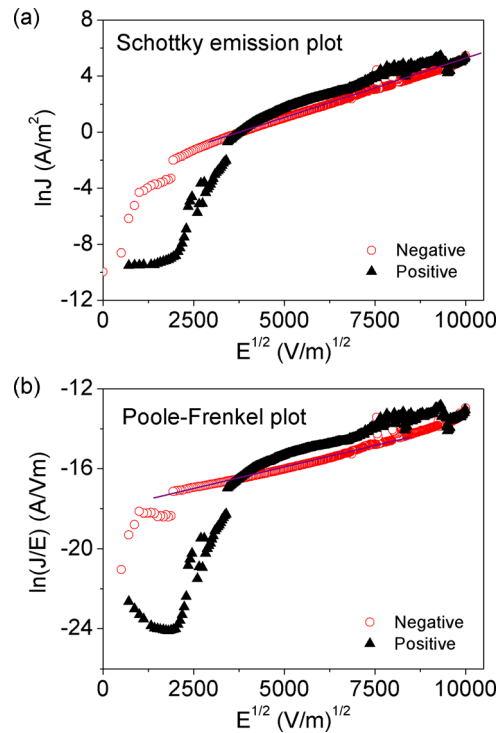 (a)
Schottky emission plot
lnJ (A/m²)
8
4
0
-4
-8
-12
Negative
Positive
0 2500 5000 7500 10000
E^1/2 (V/m)^1/2
(b)
Poole-Frenkel plot
ln(J/E) (A/Vm)
-12
-16
-20
-24
Negative
Positive
0 2500 5000 7500 10000
E^1/2 (V/m)^1/2